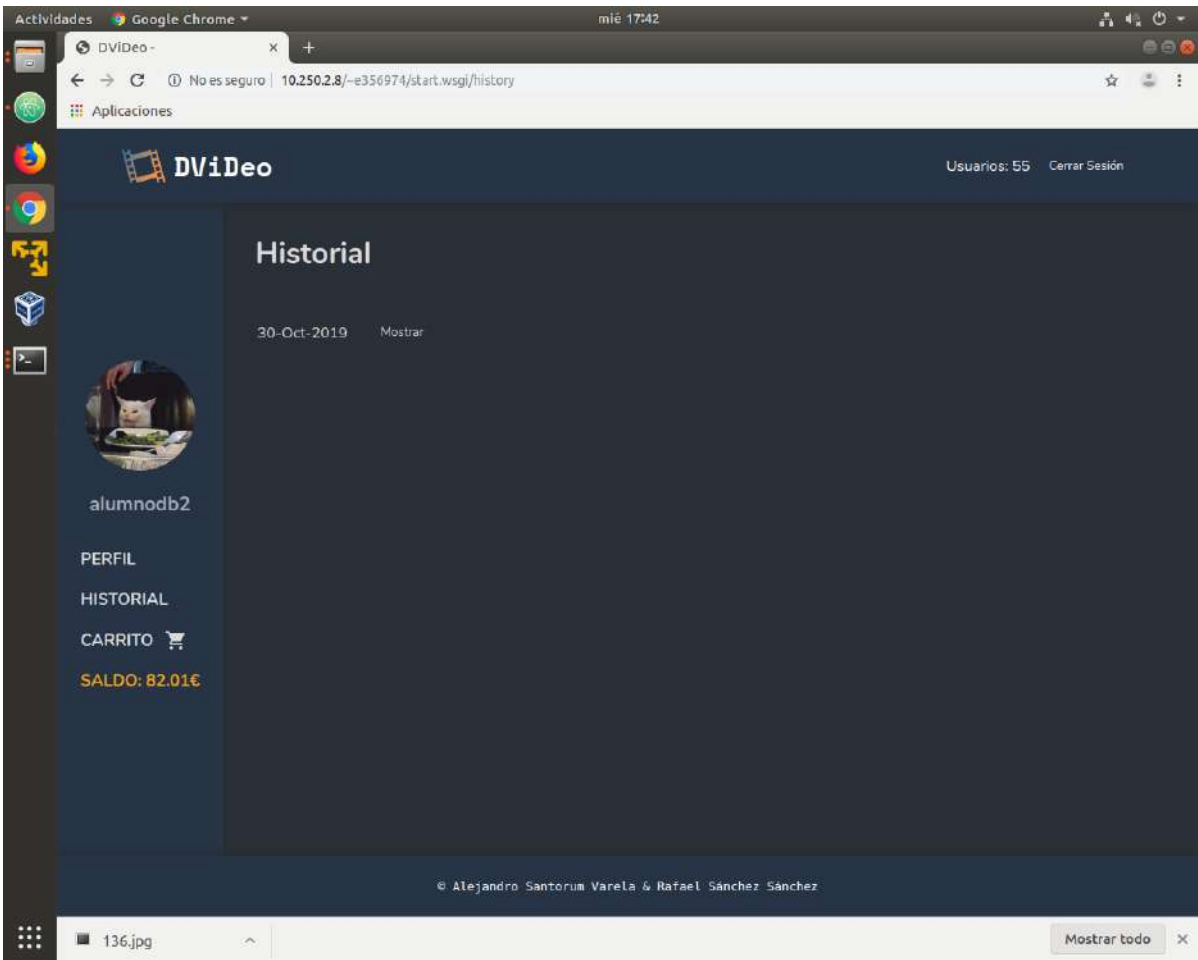 Actividades Google Chrome mié 17:42
DViDeo -
No es seguro 10.250.2.8/~e356974/start.wsgi/history
Aplicaciones
DViDeo Usuarios: 55 Cerrar Sesión
Historial
30-Oct-2019 Mostrar
alumnodb2
PERFIL
HISTORIAL
CARRITO
SALDO: 82.01€
© Alejandro Santorum Varela & Rafael Sánchez Sánchez
136.jpg Mostrar todo